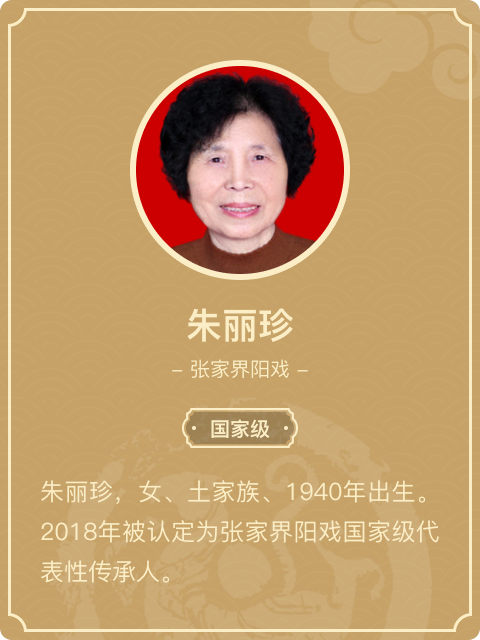 朱丽珍
– 张家界阳戏 –
国家级
朱丽珍，女、土家族、1940年出生。
2018年被认定为张家界阳戏国家级代
表性传承人。